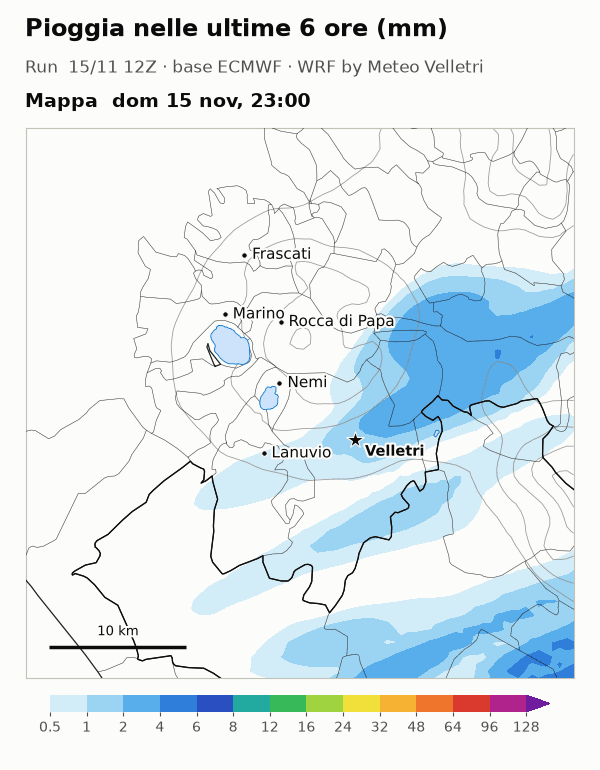 Pioggia nelle ultime 6 ore (mm)
Run  15/11 12Z · base ECMWF · WRF by Meteo Velletri
Mappa  dom 15 nov, 23:00
Frascati
Marino
Rocca di Papa
Nemi
Velletri
Lanuvio
10 km
0.5 1 2 4 6 8 12 16 24 32 48 64 96 128